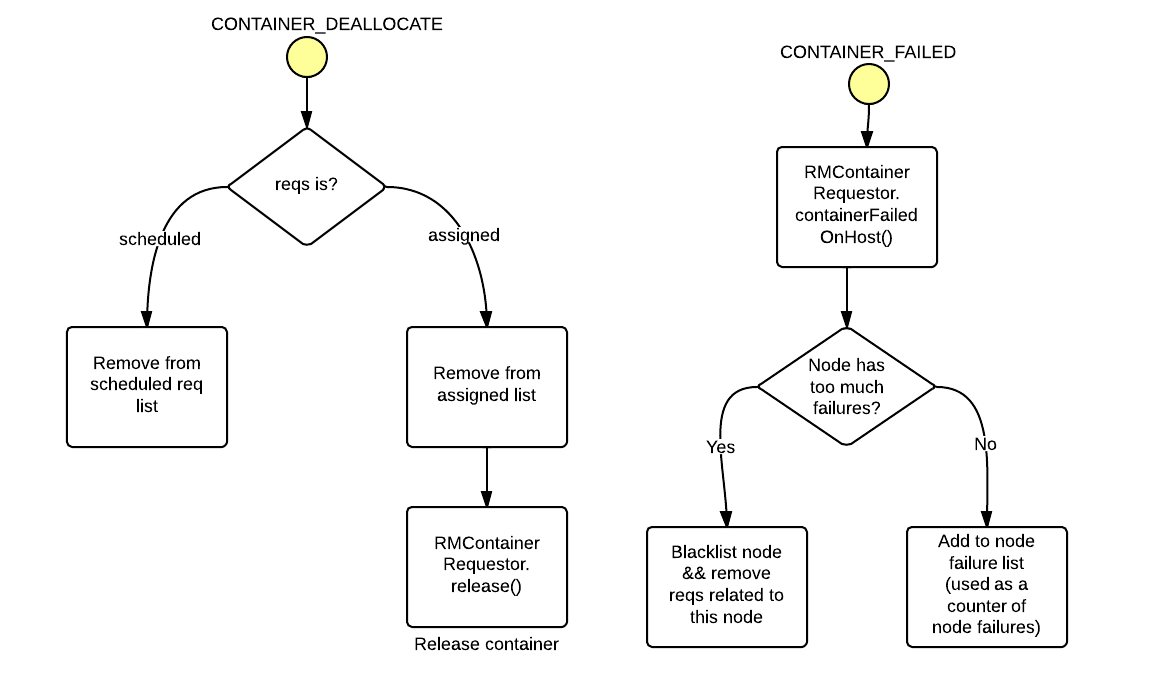 CONTAINER_DEALLOCATE
reqs is?
scheduled
assigned
Remove from
scheduled req
list
Remove from
assigned list
RMContainer
Requestor.
release()
Release container
CONTAINER_FAILED
RMContainer
Requestor.
containerFailed
OnHost()
Node has
too much
failures?
Yes
No
Blacklist node
&& remove
reqs related to
this node
Add to node
failure list
(used as a
counter of
node failures)